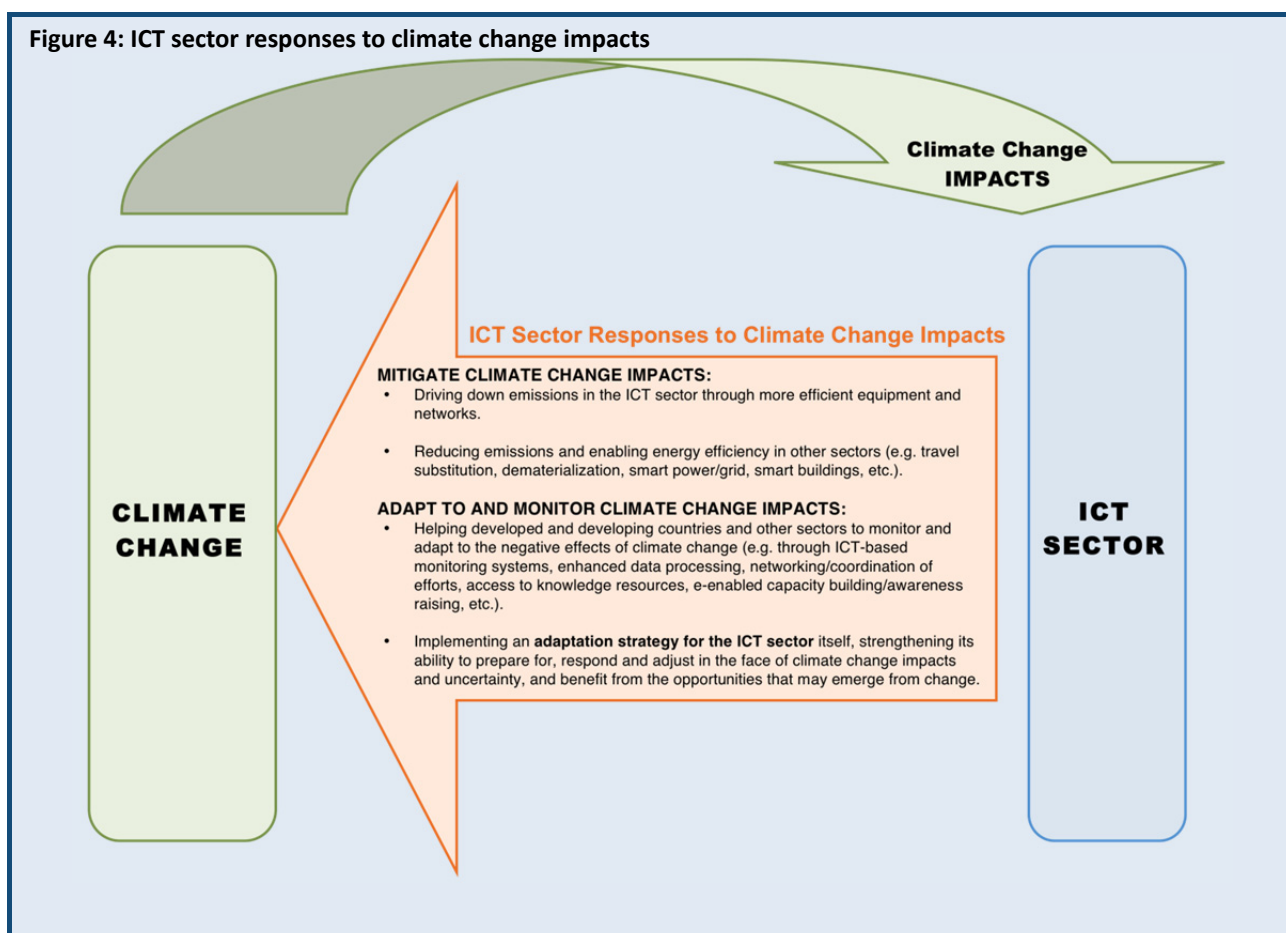 Figure 4: ICT sector responses to climate change impacts
Climate Change
IMPACTS
ICT Sector Responses to Climate Change Impacts
MITIGATE CLIMATE CHANGE IMPACTS:
• Driving down emissions in the ICT sector through more efficient equipment and
networks.
• Reducing emissions and enabling energy efficiency in other sectors (e.g. travel
substitution, dematerialization, smart power/grid, smart buildings, etc.).
ADAPT TO AND MONITOR CLIMATE CHANGE IMPACTS:
• Helping developed and developing countries and other sectors to monitor and
adapt to the negative effects of climate change (e.g. through ICT-based
monitoring systems, enhanced data processing, networking/coordination of
efforts, access to knowledge resources, e-enabled capacity building/awareness
raising, etc.).
• Implementing an adaptation strategy for the ICT sector itself, strengthening its
ability to prepare for, respond and adjust in the face of climate change impacts
and uncertainty, and benefit from the opportunities that may emerge from change.
CLIMATE
CHANGE
ICT
SECTOR